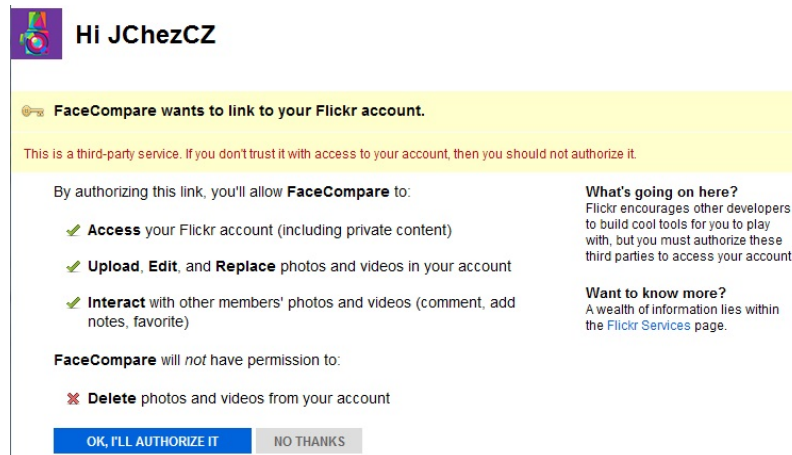 Hi JChezCZ
FaceCompare wants to link to your Flickr account.
This is a third-party service. If you don't trust it with access to your account, then you should not authorize it.
By authorizing this link, you'll allow FaceCompare to:
Access your Flickr account (including private content)
Upload, Edit, and Replace photos and videos in your account
Interact with other members' photos and videos (comment, add
notes, favorite)
FaceCompare will not have permission to:
Delete photos and videos from your account
OK, I'LL AUTHORIZE IT
NO THANKS
What's going on here?
Flickr encourages other developers
to build cool tools for you to play
with, but you must authorize these
third parties to access your account
Want to know more?
A wealth of information lies within
the Flickr Services page.